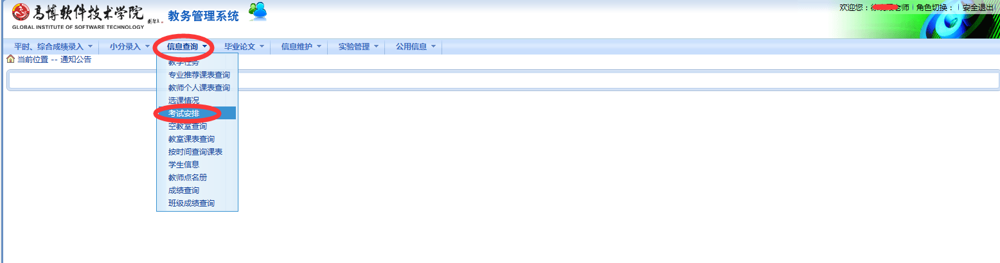 高博软件技术学院
GLOBAL INSTITUTE OF SOFTWARE TECHNOLOGY
教务管理系统
欢迎您： 老师 | 角色切换： | 安全退出
平时、综合成绩录入 小分录入 信息查询 毕业论文 信息维护 实验管理 公用信息
当前位置 -- 通知公告
教学任务
专业推荐课表查询
教师个人课表查询
选课情况
考试安排
空教室查询
教室课表查询
按时间查询课表
学生信息
教师点名册
成绩查询
班级成绩查询